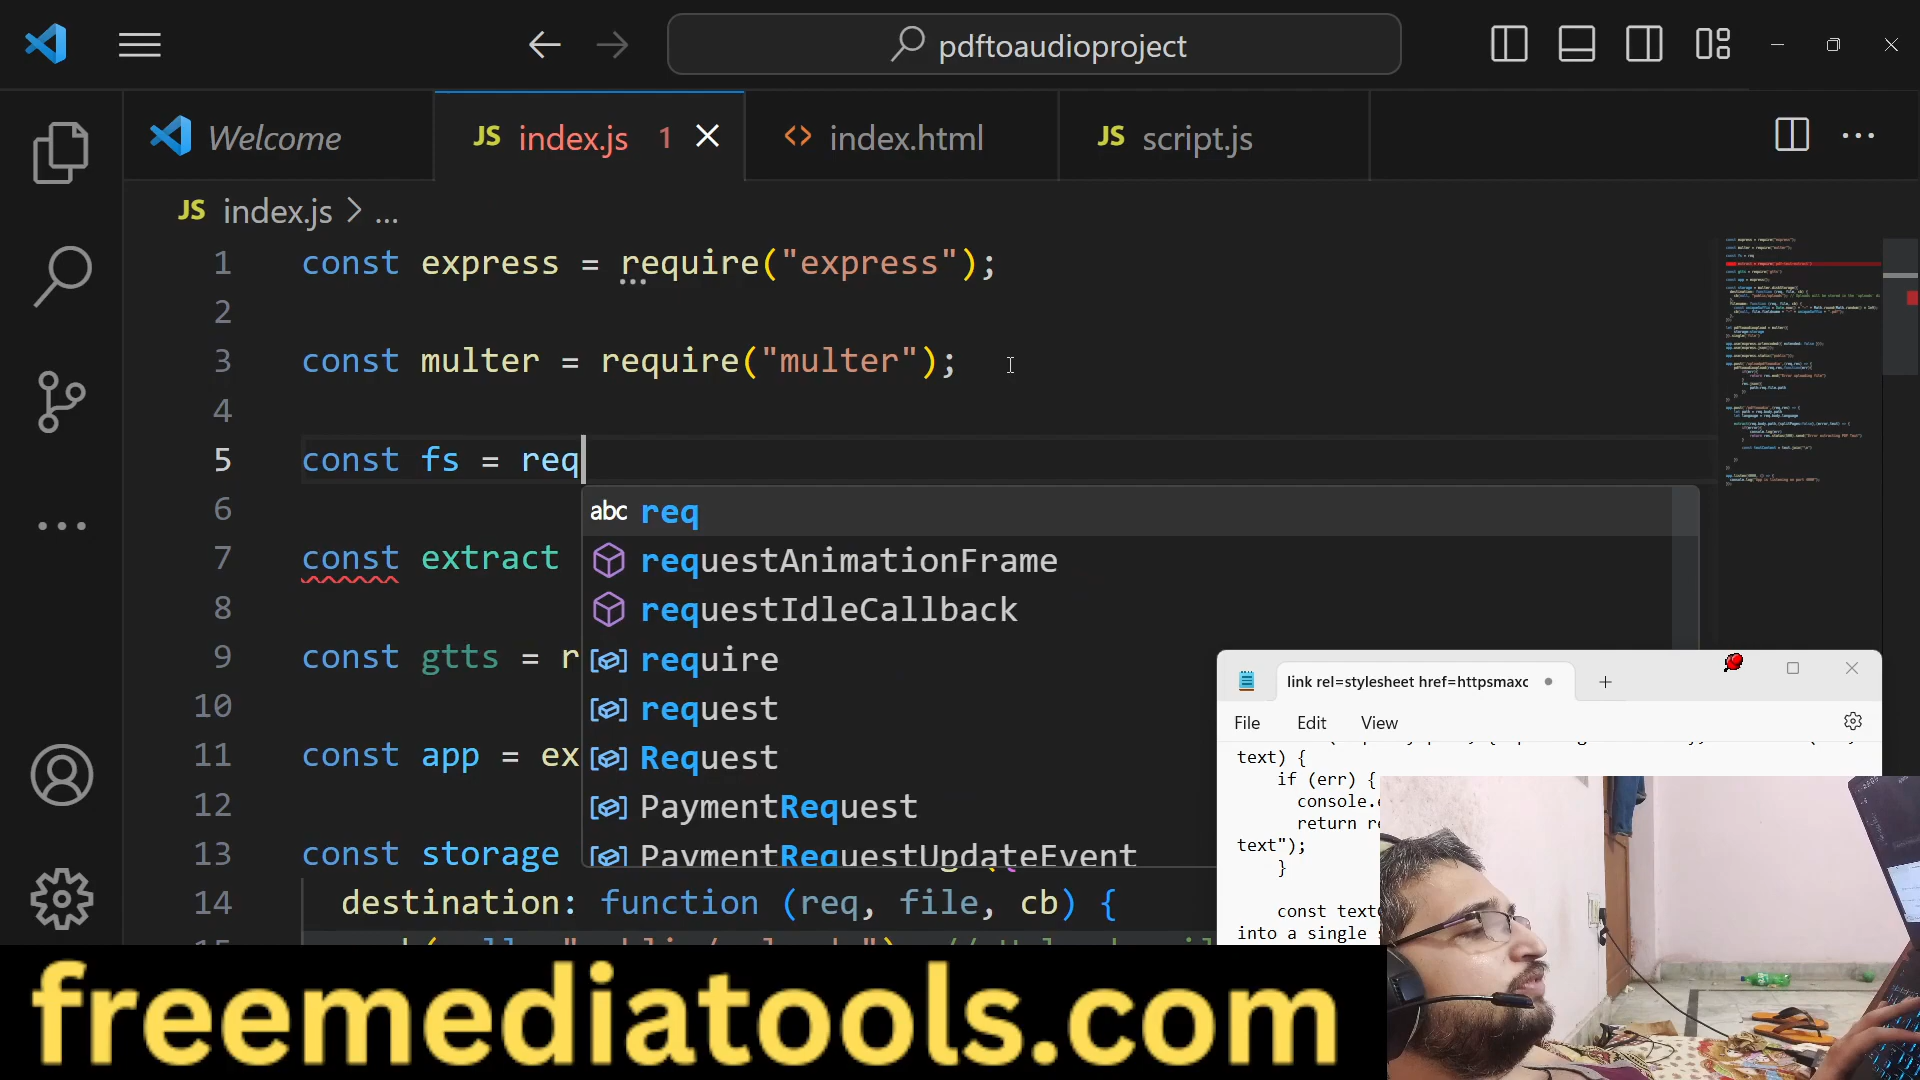 pdftoaudioproject
Welcome
JS index.js 1
<> index.html
JS script.js
JS index.js > ...
1 const express = require("express");
2
3 const multer = require("multer");
4
5 const fs = req
6
7 const extract
8
9 const gtts = r
10
11 const app = ex
12
13 const storage
14 destination: function (req, file, cb) {
abc req
requestAnimationFrame
requestIdleCallback
require
request
Request
PaymentRequest
PaymentRequestUpdateEvent
link rel=stylesheet href=httpsmaxc
File Edit View
text) {
if (err) {
console.
return re
text");
}
const text
into a single
freemediatools.com